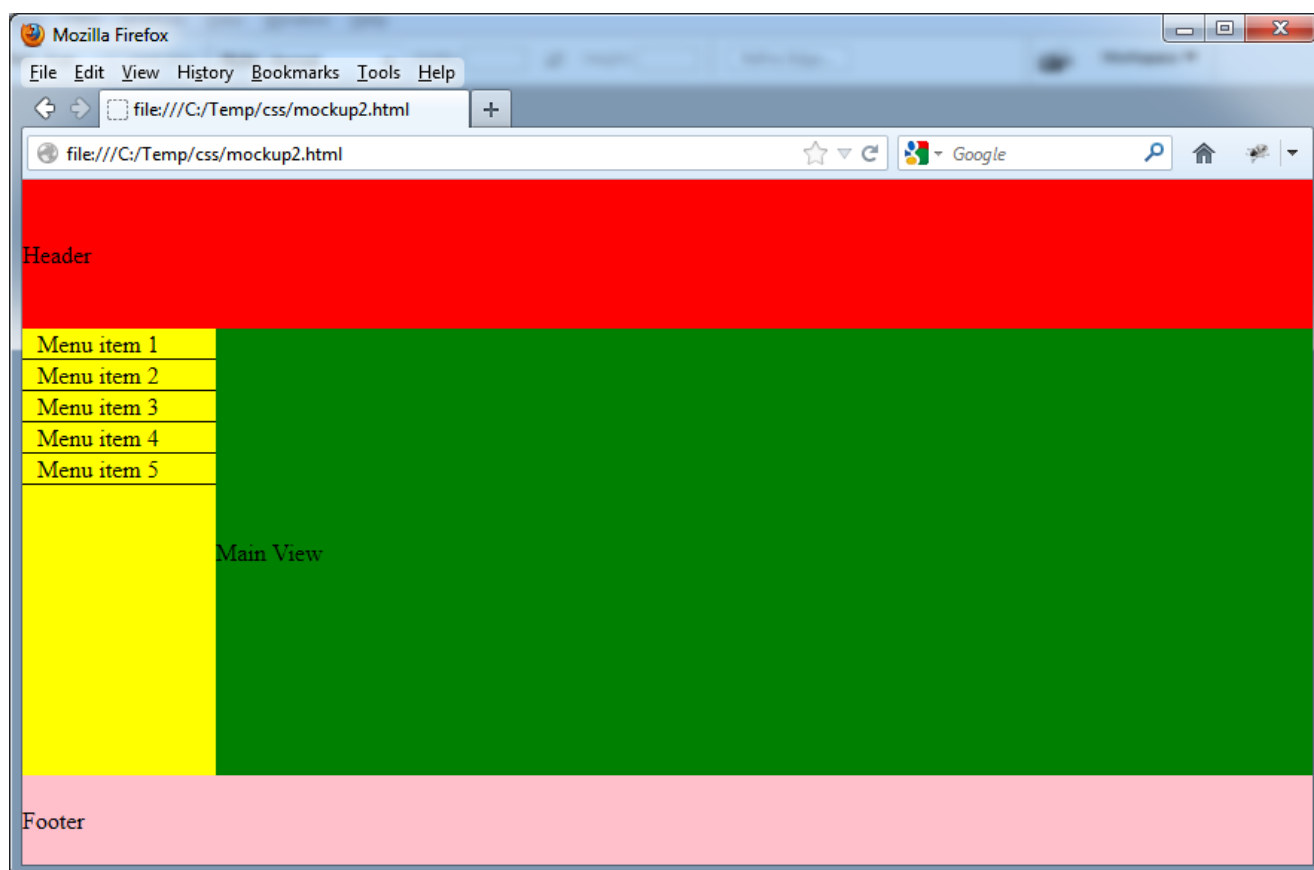 Mozilla Firefox
File Edit View History Bookmarks Tools Help
file:///C:/Temp/css/mockup2.html
file:///C:/Temp/css/mockup2.html Google
Header
Menu item 1
Menu item 2
Menu item 3
Menu item 4
Menu item 5
Main View
Footer